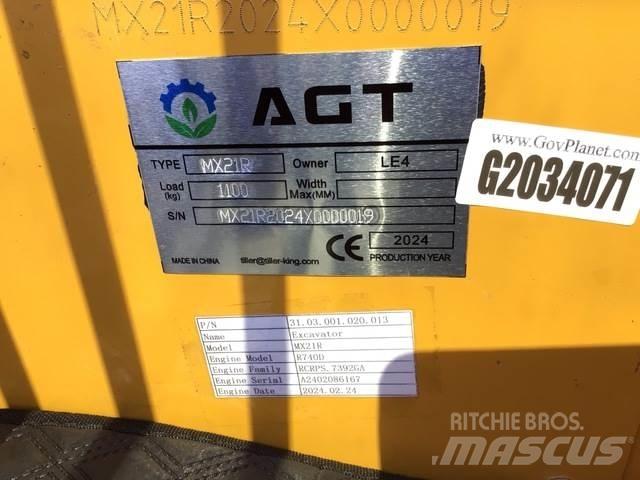 MX21R2024X0000019
AGT
TYPE MX21R Owner LE4
Load (kg) 1100 Width Max(MM)
S/N MX21R2024X0000019
CE 2024
MADE IN CHINA tiller@tiller-king.com PRODUCTION YEAR
www.GovPlanet.com
G2034071
P/N 31.03.001.020.013
Name Excavator
Model MX21R
Engine Model R740D
Engine Family RCRPS.7392GA
Engine Serial A2402086167
Engine Date 2024.02.24
RITCHIE BROS.
MASCUS